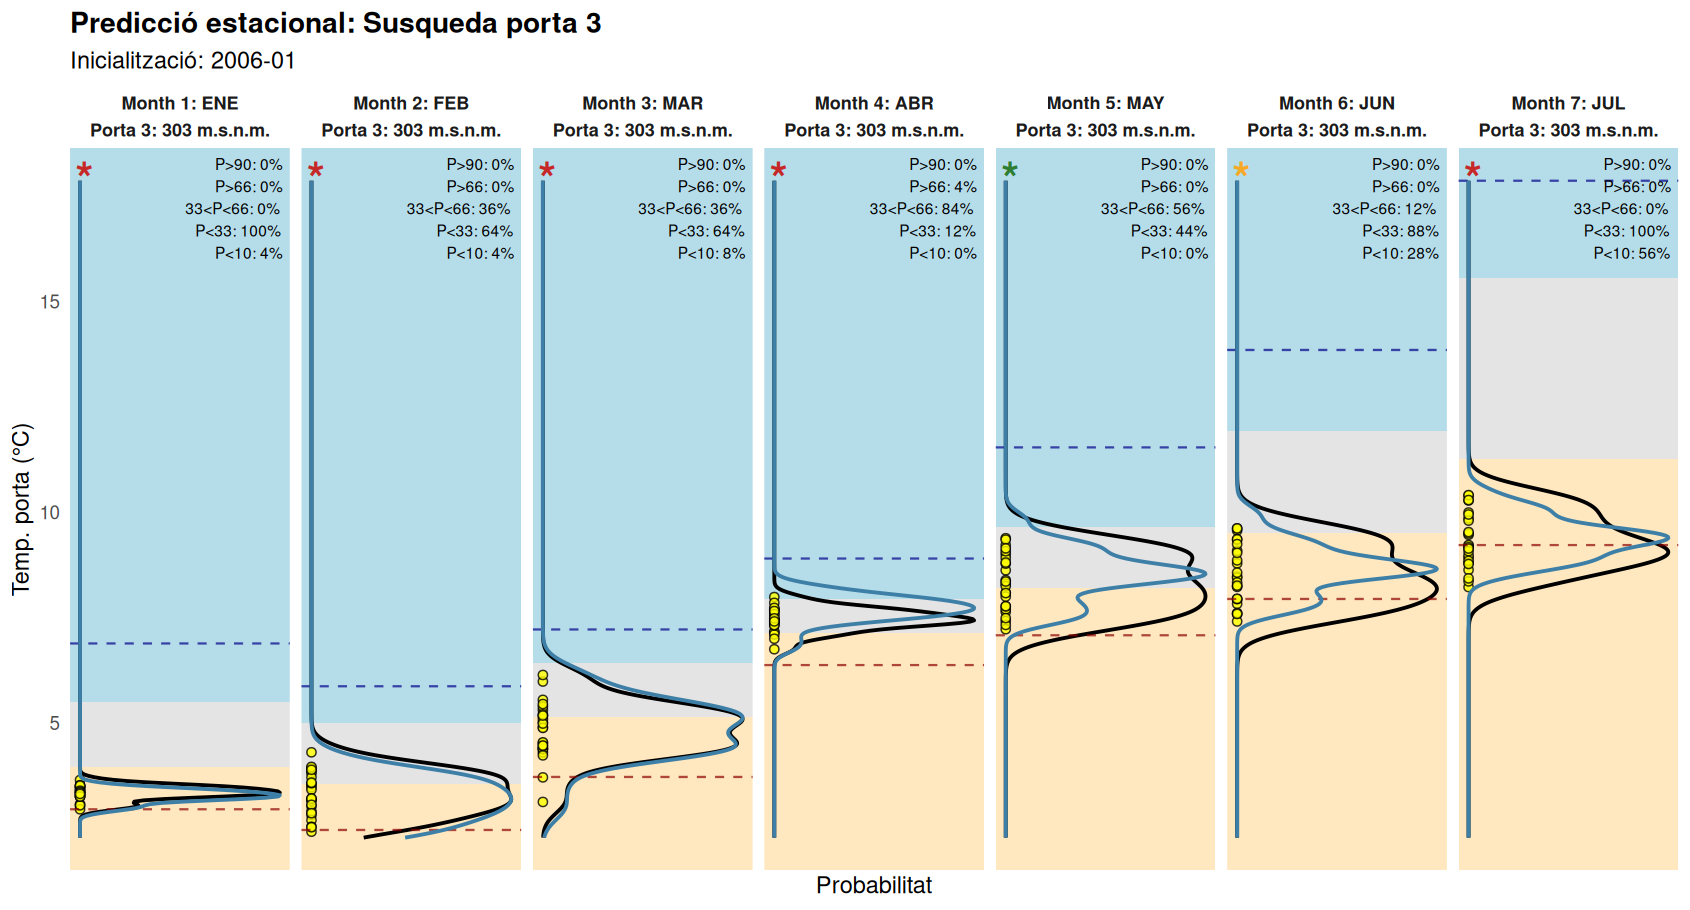 Predicció estacional: Susqueda porta 3
Inicialització: 2006-01
Month 1: ENE
Porta 3: 303 m.s.n.m.
Month 2: FEB
Porta 3: 303 m.s.n.m.
Month 3: MAR
Porta 3: 303 m.s.n.m.
Month 4: ABR
Porta 3: 303 m.s.n.m.
Month 5: MAY
Porta 3: 303 m.s.n.m.
Month 6: JUN
Porta 3: 303 m.s.n.m.
Month 7: JUL
Porta 3: 303 m.s.n.m.
*
P>90: 0%
P>66: 0%
33<P<66: 0%
P<33: 100%
P<10: 4%
*
P>90: 0%
P>66: 0%
33<P<66: 36%
P<33: 64%
P<10: 4%
*
P>90: 0%
P>66: 0%
33<P<66: 36%
P<33: 64%
P<10: 8%
*
P>90: 0%
P>66: 4%
33<P<66: 84%
P<33: 12%
P<10: 0%
*
P>90: 0%
P>66: 0%
33<P<66: 56%
P<33: 44%
P<10: 0%
*
P>90: 0%
P>66: 0%
33<P<66: 12%
P<33: 88%
P<10: 28%
*
P>90: 0%
P>66: 0%
33<P<66: 0%
P<33: 100%
P<10: 56%
15
10
5
Temp. porta (°C)
Probabilitat